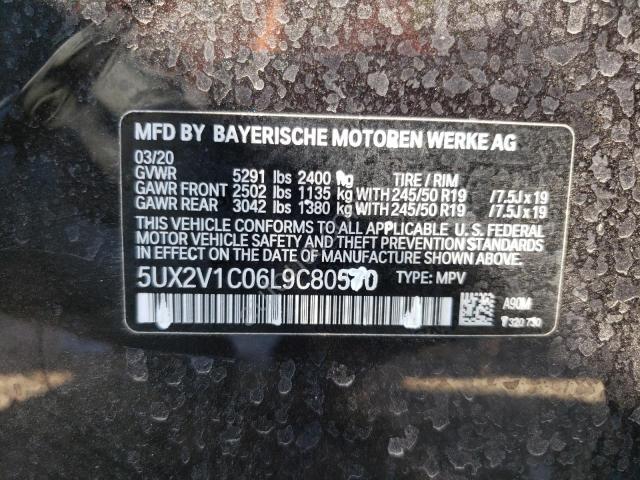 MFD BY BAYERISCHE MOTOREN WERKE AG
03/20
GVWR 5291 lbs 2400 kg TIRE / RIM
GAWR FRONT 2502 lbs 1135 kg WITH 245/50 R19 /7.5J x 19
GAWR REAR 3042 lbs 1380 kg WITH 245/50 R19 /7.5J x 19
THIS VEHICLE CONFORMS TO ALL APPLICABLE U.S. FEDERAL
MOTOR VEHICLE SAFETY AND THEFT PREVENTION STANDARDS
IN EFFECT ON THE DATE OF MANUFACTURE SHOWN ABOVE.
TYPE: MPV
A90M